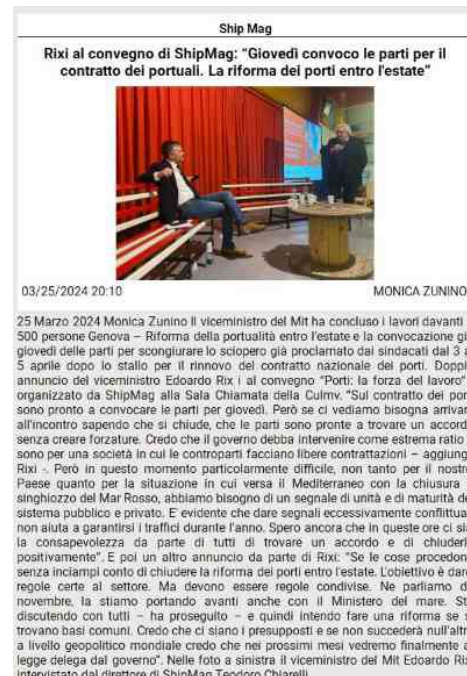 Ship Mag
Rixi al convegno di ShipMag: “Giovedì convoco le parti per il
contratto dei portuali. La riforma dei porti entro l'estate”
03/25/2024 20:10 MONICA ZUNINO
25 Marzo 2024 Monica Zunino Il viceministro del Mit ha concluso i lavori davanti
500 persone Genova – Riforma della portualità entro l'estate e la convocazione gi
giovedì delle parti per scongiurare lo sciopero già proclamato dai sindacati dal 3 a
5 aprile dopo lo stallo per il rinnovo del contratto nazionale dei porti. Doppi
annuncio del viceministro Edoardo Rix i al convegno “Porti: la forza del lavoro”
organizzato da ShipMag alla Sala Chiamata della Culmv. “Sul contratto dei por
sono pronto a convocare le parti per giovedì. Però se ci vediamo bisogna arrivar
all'incontro sapendo che si chiude, che le parti sono pronte a trovare un accord
senza creare forzature. Credo che il governo debba intervenire come estrema ratio
sono per una società in cui le controparti facciano libere contrattazioni – aggiung
Rixi -. Però in questo momento particolarmente difficile, non tanto per il nostr
Paese quanto per la situazione in cui versa il Mediterraneo con la chiusura
singhiozzo del Mar Rosso, abbiamo bisogno di un segnale di unità e di maturità de
sistema pubblico e privato. E' evidente che dare segnali eccessivamente conflittua
non aiuta a garantirsi i traffici durante l'anno. Spero ancora che in queste ore ci sia
la consapevolezza da parte di tutti di trovare un accordo e di chiuderl
positivamente”. E poi un altro annuncio da parte di Rixi: “Se le cose procedon
senza inciampi conto di chiudere la riforma dei porti entro l'estate. L'obiettivo è dare
regole certe al settore. Ma devono essere regole condivise. Ne parliamo d
novembre, la stiamo portando avanti anche con il Ministero del mare. St
discutendo con tutti – ha proseguito – e quindi intendo fare una riforma se s
trovano basi comuni. Credo che ci siano i presupposti e se non succederà null'altr
a livello geopolitico mondiale credo che nei prossimi mesi vedremo finalmente a
legge delega dal governo”. Nelle foto a sinistra il viceministro del Mit Edoardo Rix
intervistato dal direttore di ShipMag Teodoro Chiarelli